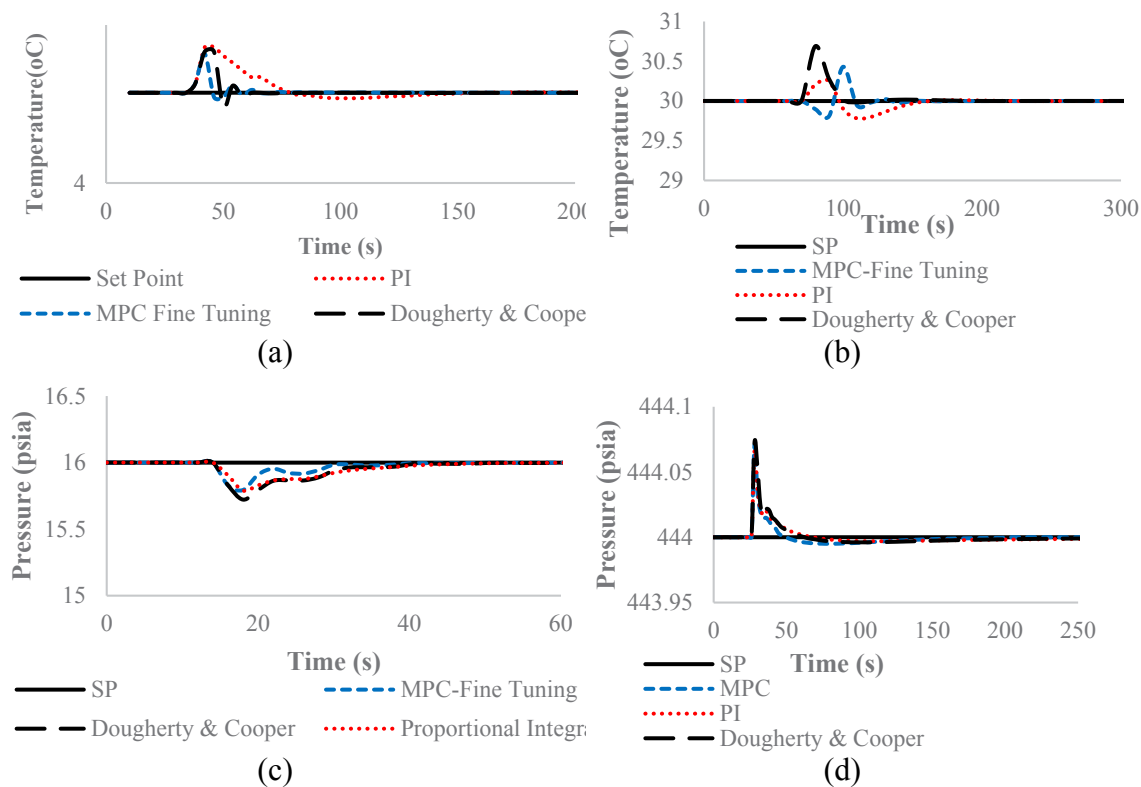 Temperature(oC)
4
0
50
100
150
200
Time (s)
Set Point
PI
MPC Fine Tuning
Dougherty & Coope
(a)
Temperature (oC)
31
30.5
30
29.5
29
0
100
200
300
Time (s)
SP
MPC-Fine Tuning
PI
Dougherty & Cooper
(b)
Pressure (psia)
16.5
16
15.5
15
0
20
40
60
Time (s)
SP
MPC-Fine Tuning
Dougherty & Cooper
Proportional Integra
(c)
Pressure (psia)
444.1
444.05
444
443.95
0
50
100
150
200
250
Time (s)
SP
MPC
PI
Dougherty & Cooper
(d)